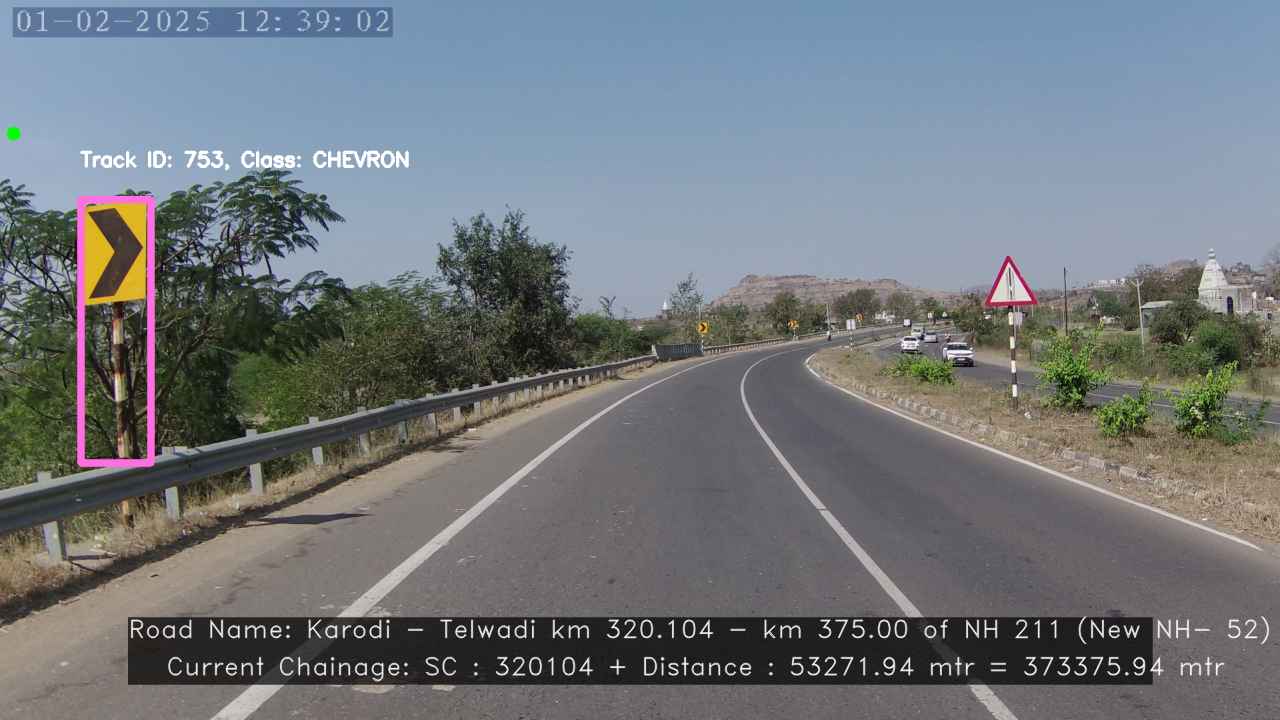 01-02-2025 12:39:02
Track ID: 753, Class: CHEVRON
Road Name: Karodi - Telwadi km 320.104 - km 375.00 of NH 211 (New NH- 52)
Current Chainage: SC : 320104 + Distance : 53271.94 mtr = 373375.94 mtr